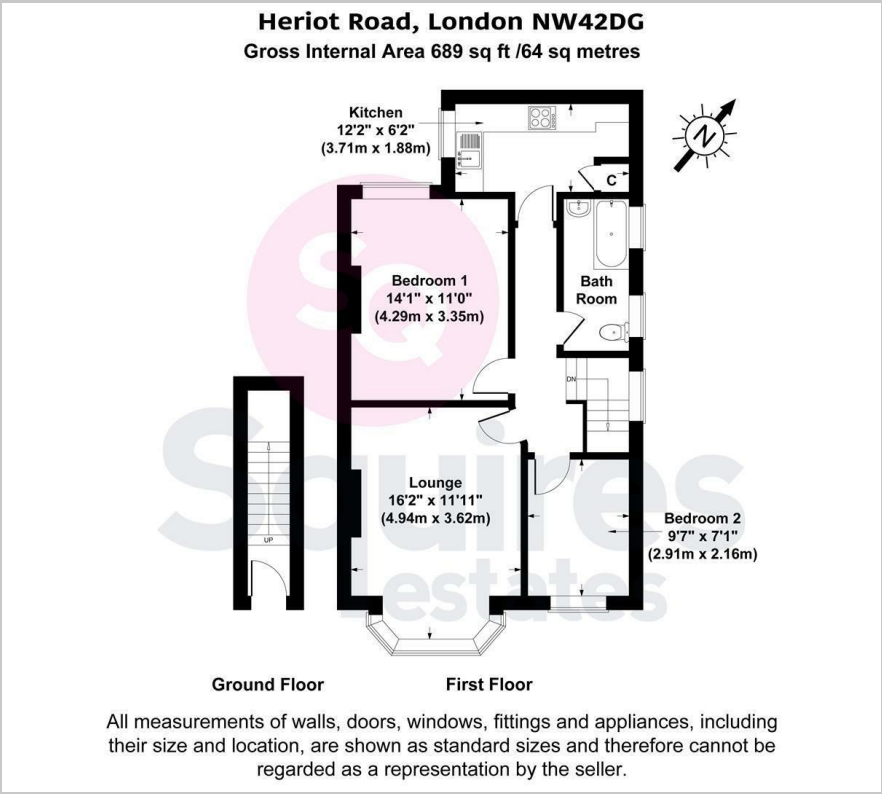 Heriot Road, London NW42DG
Gross Internal Area 689 sq ft /64 sq metres
Kitchen
12'2" x 6'2"
(3.71m x 1.88m)
N
C
SQ
Bedroom 1
14'1" x 11'0"
(4.29m x 3.35m)
Bath
Room
DN
Squires
estates
Lounge
16'2" x 11'11"
(4.94m x 3.62m)
UP
Bedroom 2
9'7" x 7'1"
(2.91m x 2.16m)
Ground Floor
First Floor
All measurements of walls, doors, windows, fittings and appliances, including
their size and location, are shown as standard sizes and therefore cannot be
regarded as a representation by the seller.